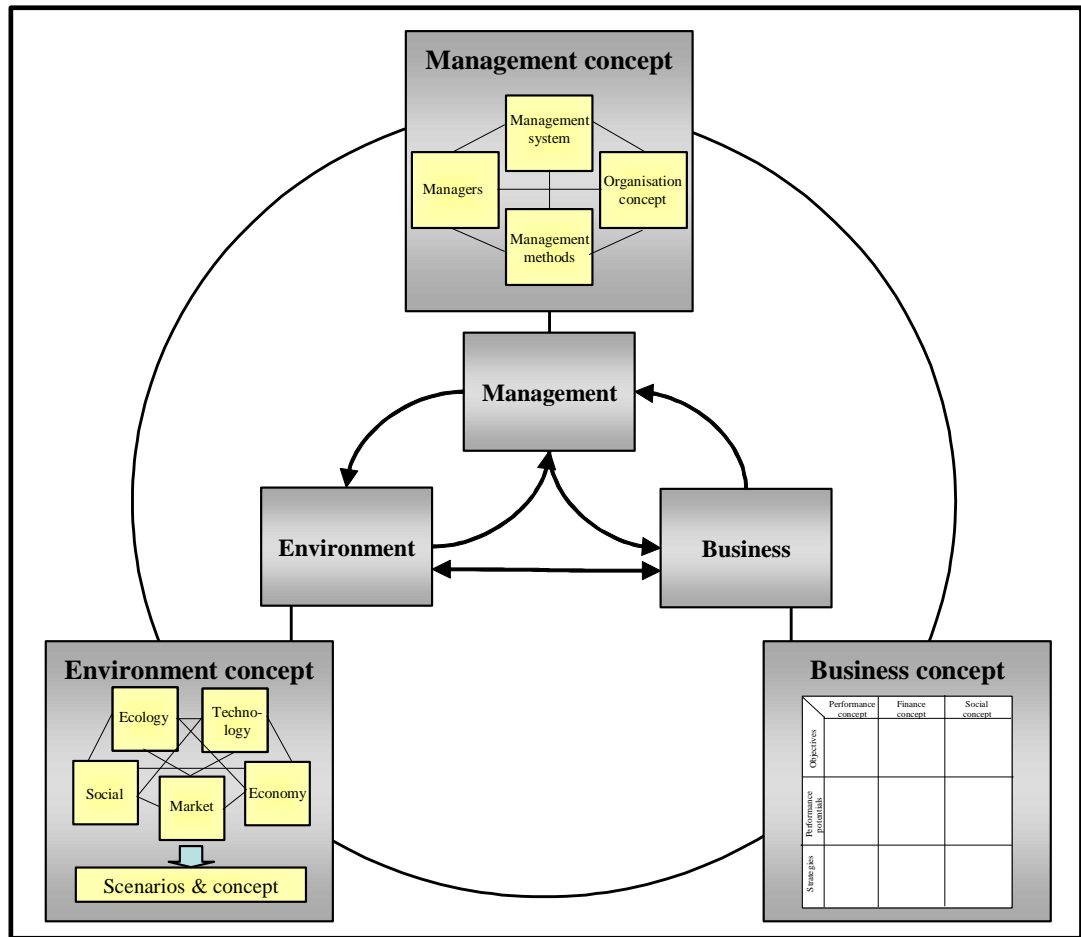 Management concept
Management
system
Managers
Organisation
concept
Management
methods
Management
Environment
Business
Environment concept
Ecology
Techno-
logy
Social
Market
Economy
Scenarios & concept
Business concept
Performance
concept
Finance
concept
Social
concept
Objectives
Performance
potentials
Strategies